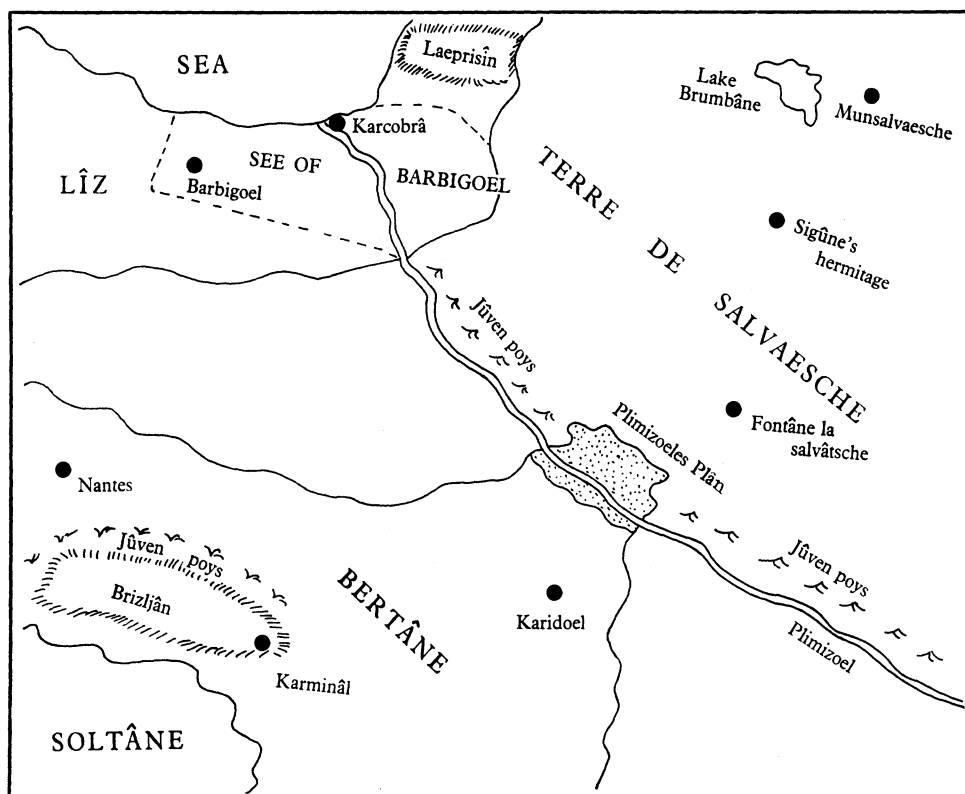 SEA
Laeprisîn
Lake
Brumbâne
Munsalvaesche
Karcobrâ
SEE OF
BARBIGOEL
LÎZ
Barbigoel
TERRE DE SALVAESCHE
Sigûne's
hermitage
Jûven poys
Plimizoeles Plân
Fontâne la
salvâtsche
Nantes
Jûven poys
Brizljân
BERTÂNE
Karidoel
Jûven poys
Plimizoel
Karminâl
SOLTÂNE